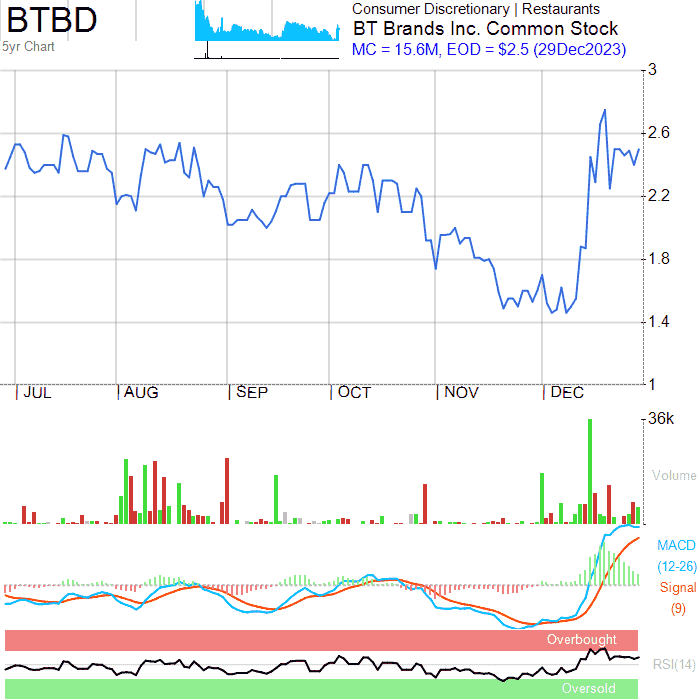 BTBD
5yr Chart
Consumer Discretionary | Restaurants
BT Brands Inc. Common Stock
MC = 15.6M, EOD = $2.5 (29Dec2023)
3
2.6
2.2
1.8
1.4
1
JUL AUG SEP OCT NOV DEC
36k
Volume
MACD
(12-26)
Signal
(9)
Overbought
RSI(14)
Oversold